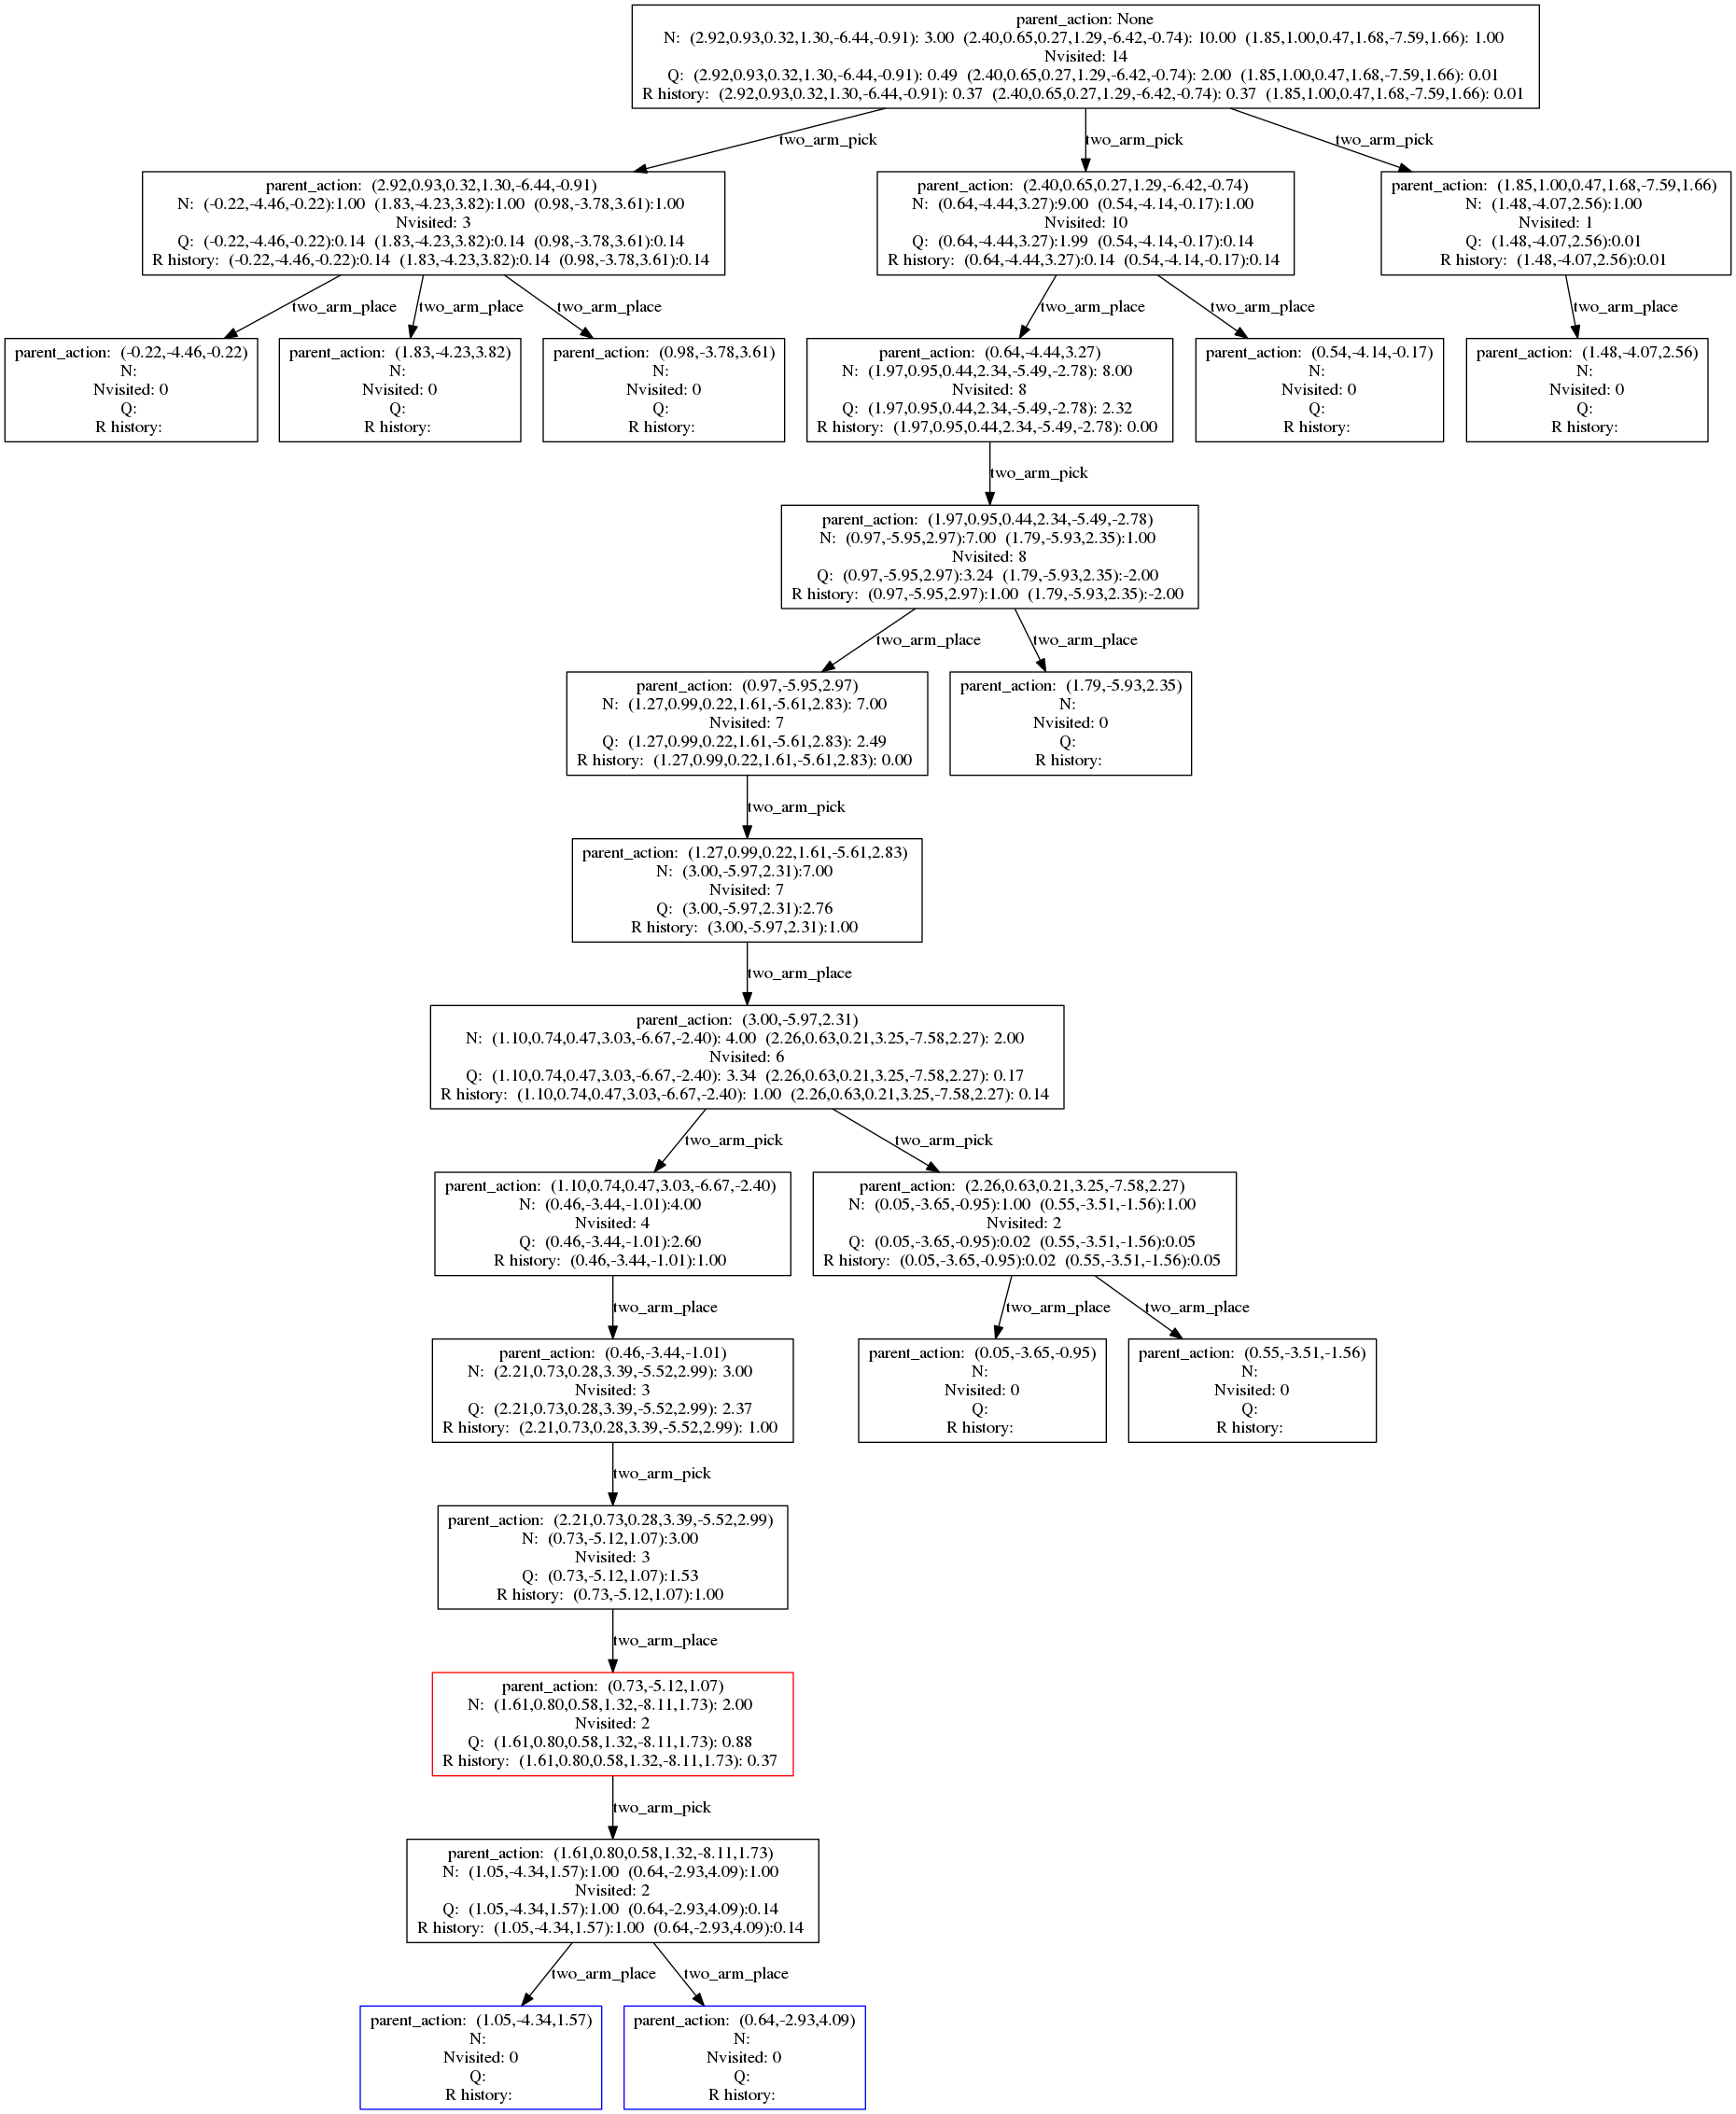 parent_action: None
N: (2.92,0.93,0.32,1.30,-6.44,-0.91): 3.00 (2.40,0.65,0.27,1.29,-6.42,-0.74): 10.00 (1.85,1.00,0.47,1.68,-7.59,1.66): 1.00
Nvisited: 14
Q: (2.92,0.93,0.32,1.30,-6.44,-0.91): 0.49 (2.40,0.65,0.27,1.29,-6.42,-0.74): 2.00 (1.85,1.00,0.47,1.68,-7.59,1.66): 0.01
R history: (2.92,0.93,0.32,1.30,-6.44,-0.91): 0.37 (2.40,0.65,0.27,1.29,-6.42,-0.74): 0.37 (1.85,1.00,0.47,1.68,-7.59,1.66): 0.01
two_arm_pick
two_arm_pick
two_arm_pick
parent_action: (2.92,0.93,0.32,1.30,-6.44,-0.91)
N: (-0.22,-4.46,-0.22):1.00 (1.83,-4.23,3.82):1.00 (0.98,-3.78,3.61):1.00
Nvisited: 3
Q: (-0.22,-4.46,-0.22):0.14 (1.83,-4.23,3.82):0.14 (0.98,-3.78,3.61):0.14
R history: (-0.22,-4.46,-0.22):0.14 (1.83,-4.23,3.82):0.14 (0.98,-3.78,3.61):0.14
parent_action: (2.40,0.65,0.27,1.29,-6.42,-0.74)
N: (0.64,-4.44,3.27):9.00 (0.54,-4.14,-0.17):1.00
Nvisited: 10
Q: (0.64,-4.44,3.27):1.99 (0.54,-4.14,-0.17):0.14
R history: (0.64,-4.44,3.27):0.14 (0.54,-4.14,-0.17):0.14
parent_action: (1.85,1.00,0.47,1.68,-7.59,1.66)
N: (1.48,-4.07,2.56):1.00
Nvisited: 1
Q: (1.48,-4.07,2.56):0.01
R history: (1.48,-4.07,2.56):0.01
two_arm_place
two_arm_place
two_arm_place
two_arm_place
two_arm_place
two_arm_place
parent_action: (-0.22,-4.46,-0.22)
N:
Nvisited: 0
Q:
R history:
parent_action: (1.83,-4.23,3.82)
N:
Nvisited: 0
Q:
R history:
parent_action: (0.98,-3.78,3.61)
N:
Nvisited: 0
Q:
R history:
parent_action: (0.64,-4.44,3.27)
N: (1.97,0.95,0.44,2.34,-5.49,-2.78): 8.00
Nvisited: 8
Q: (1.97,0.95,0.44,2.34,-5.49,-2.78): 2.32
R history: (1.97,0.95,0.44,2.34,-5.49,-2.78): 0.00
parent_action: (0.54,-4.14,-0.17)
N:
Nvisited: 0
Q:
R history:
parent_action: (1.48,-4.07,2.56)
N:
Nvisited: 0
Q:
R history:
two_arm_pick
parent_action: (1.97,0.95,0.44,2.34,-5.49,-2.78)
N: (0.97,-5.95,2.97):7.00 (1.79,-5.93,2.35):1.00
Nvisited: 8
Q: (0.97,-5.95,2.97):3.24 (1.79,-5.93,2.35):-2.00
R history: (0.97,-5.95,2.97):1.00 (1.79,-5.93,2.35):-2.00
two_arm_place
two_arm_place
parent_action: (0.97,-5.95,2.97)
N: (1.27,0.99,0.22,1.61,-5.61,2.83): 7.00
Nvisited: 7
Q: (1.27,0.99,0.22,1.61,-5.61,2.83): 2.49
R history: (1.27,0.99,0.22,1.61,-5.61,2.83): 0.00
parent_action: (1.79,-5.93,2.35)
N:
Nvisited: 0
Q:
R history:
two_arm_pick
parent_action: (1.27,0.99,0.22,1.61,-5.61,2.83)
N: (3.00,-5.97,2.31):7.00
Nvisited: 7
Q: (3.00,-5.97,2.31):2.76
R history: (3.00,-5.97,2.31):1.00
two_arm_place
parent_action: (3.00,-5.97,2.31)
N: (1.10,0.74,0.47,3.03,-6.67,-2.40): 4.00 (2.26,0.63,0.21,3.25,-7.58,2.27): 2.00
Nvisited: 6
Q: (1.10,0.74,0.47,3.03,-6.67,-2.40): 3.34 (2.26,0.63,0.21,3.25,-7.58,2.27): 0.17
R history: (1.10,0.74,0.47,3.03,-6.67,-2.40): 1.00 (2.26,0.63,0.21,3.25,-7.58,2.27): 0.14
two_arm_pick
two_arm_pick
parent_action: (1.10,0.74,0.47,3.03,-6.67,-2.40)
N: (0.46,-3.44,-1.01):4.00
Nvisited: 4
Q: (0.46,-3.44,-1.01):2.60
R history: (0.46,-3.44,-1.01):1.00
parent_action: (2.26,0.63,0.21,3.25,-7.58,2.27)
N: (0.05,-3.65,-0.95):1.00 (0.55,-3.51,-1.56):1.00
Nvisited: 2
Q: (0.05,-3.65,-0.95):0.02 (0.55,-3.51,-1.56):0.05
R history: (0.05,-3.65,-0.95):0.02 (0.55,-3.51,-1.56):0.05
two_arm_place
two_arm_place
two_arm_place
parent_action: (0.46,-3.44,-1.01)
N: (2.21,0.73,0.28,3.39,-5.52,2.99): 3.00
Nvisited: 3
Q: (2.21,0.73,0.28,3.39,-5.52,2.99): 2.37
R history: (2.21,0.73,0.28,3.39,-5.52,2.99): 1.00
parent_action: (0.05,-3.65,-0.95)
N:
Nvisited: 0
Q:
R history:
parent_action: (0.55,-3.51,-1.56)
N:
Nvisited: 0
Q:
R history:
two_arm_pick
parent_action: (2.21,0.73,0.28,3.39,-5.52,2.99)
N: (0.73,-5.12,1.07):3.00
Nvisited: 3
Q: (0.73,-5.12,1.07):1.53
R history: (0.73,-5.12,1.07):1.00
two_arm_place
parent_action: (0.73,-5.12,1.07)
N: (1.61,0.80,0.58,1.32,-8.11,1.73): 2.00
Nvisited: 2
Q: (1.61,0.80,0.58,1.32,-8.11,1.73): 0.88
R history: (1.61,0.80,0.58,1.32,-8.11,1.73): 0.37
two_arm_pick
parent_action: (1.61,0.80,0.58,1.32,-8.11,1.73)
N: (1.05,-4.34,1.57):1.00 (0.64,-2.93,4.09):1.00
Nvisited: 2
Q: (1.05,-4.34,1.57):1.00 (0.64,-2.93,4.09):0.14
R history: (1.05,-4.34,1.57):1.00 (0.64,-2.93,4.09):0.14
two_arm_place
two_arm_place
parent_action: (1.05,-4.34,1.57)
N:
Nvisited: 0
Q:
R history:
parent_action: (0.64,-2.93,4.09)
N:
Nvisited: 0
Q:
R history: